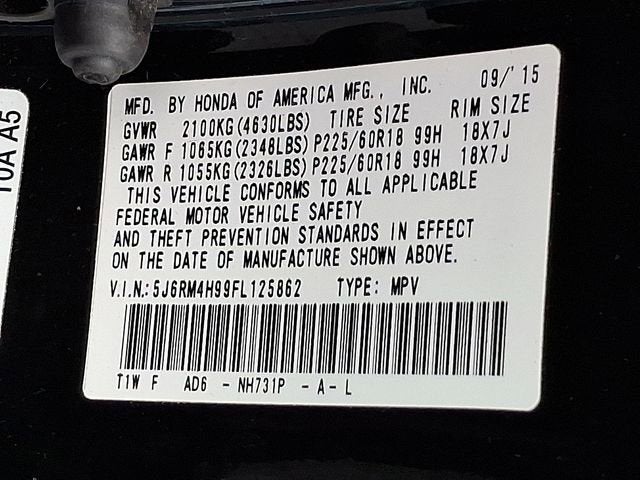 MFD. BY HONDA OF AMERICA MFG., INC. 09/'15
GVWR 2100KG(4630LBS) TIRE SIZE RIM SIZE
GAWR F 1065KG(2348LBS) P225/60R18 99H 18X7J
GAWR R 1055KG(2326LBS) P225/60R18 99H 18X7J
THIS VEHICLE CONFORMS TO ALL APPLICABLE
FEDERAL MOTOR VEHICLE SAFETY
AND THEFT PREVENTION STANDARDS IN EFFECT
ON THE DATE OF MANUFACTURE SHOWN ABOVE.
V.I.N.: 5J6RM4H99FL125862 TYPE: MPV
T1W F AD6 - NH731P - A - L
10A A5